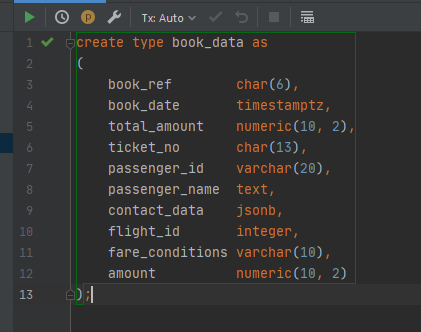 Tx: Auto
1 create type book_data as
2 (
3 book_ref char(6),
4 book_date timestamptz,
5 total_amount numeric(10, 2),
6 ticket_no char(13),
7 passenger_id varchar(20),
8 passenger_name text,
9 contact_data jsonb,
10 flight_id integer,
11 fare_conditions varchar(10),
12 amount numeric(10, 2)
13 );